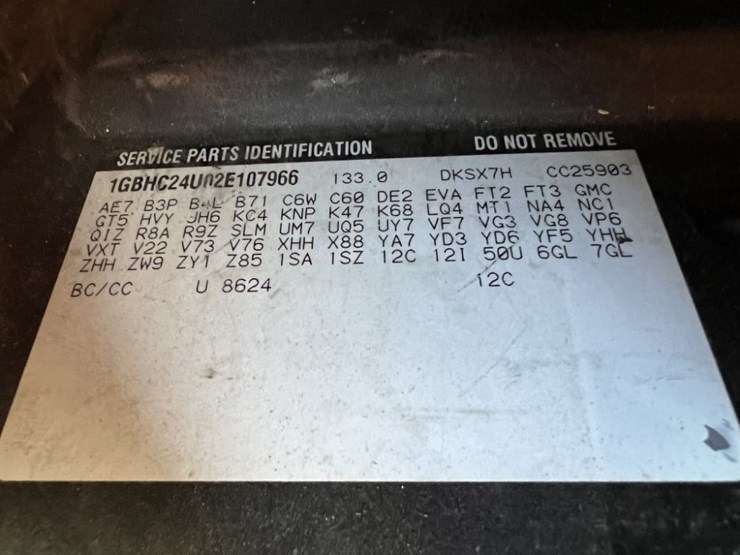 SERVICE PARTS IDENTIFICATION DO NOT REMOVE
133.0 DKSX7H CC25903
AE7 B3P B71 C6W C60 DE2 EVA FT2 FT3 GMC
GT5 HVY JH6 KC4 KNP K47 K68 LQ4 MT1 NA4 NC1
QIZ R8A R9Z SLM UM7 UQ5 UY7 VF7 VG3 VG8 VP6
VXT V22 V73 V76 XHH X88 YA7 YD3 YD6 YF5 YHH
ZHH ZW9 ZY1 Z85 1SA 1SZ 12C 12I 50U 6GL 7GL
BC/CC U 8624 12C